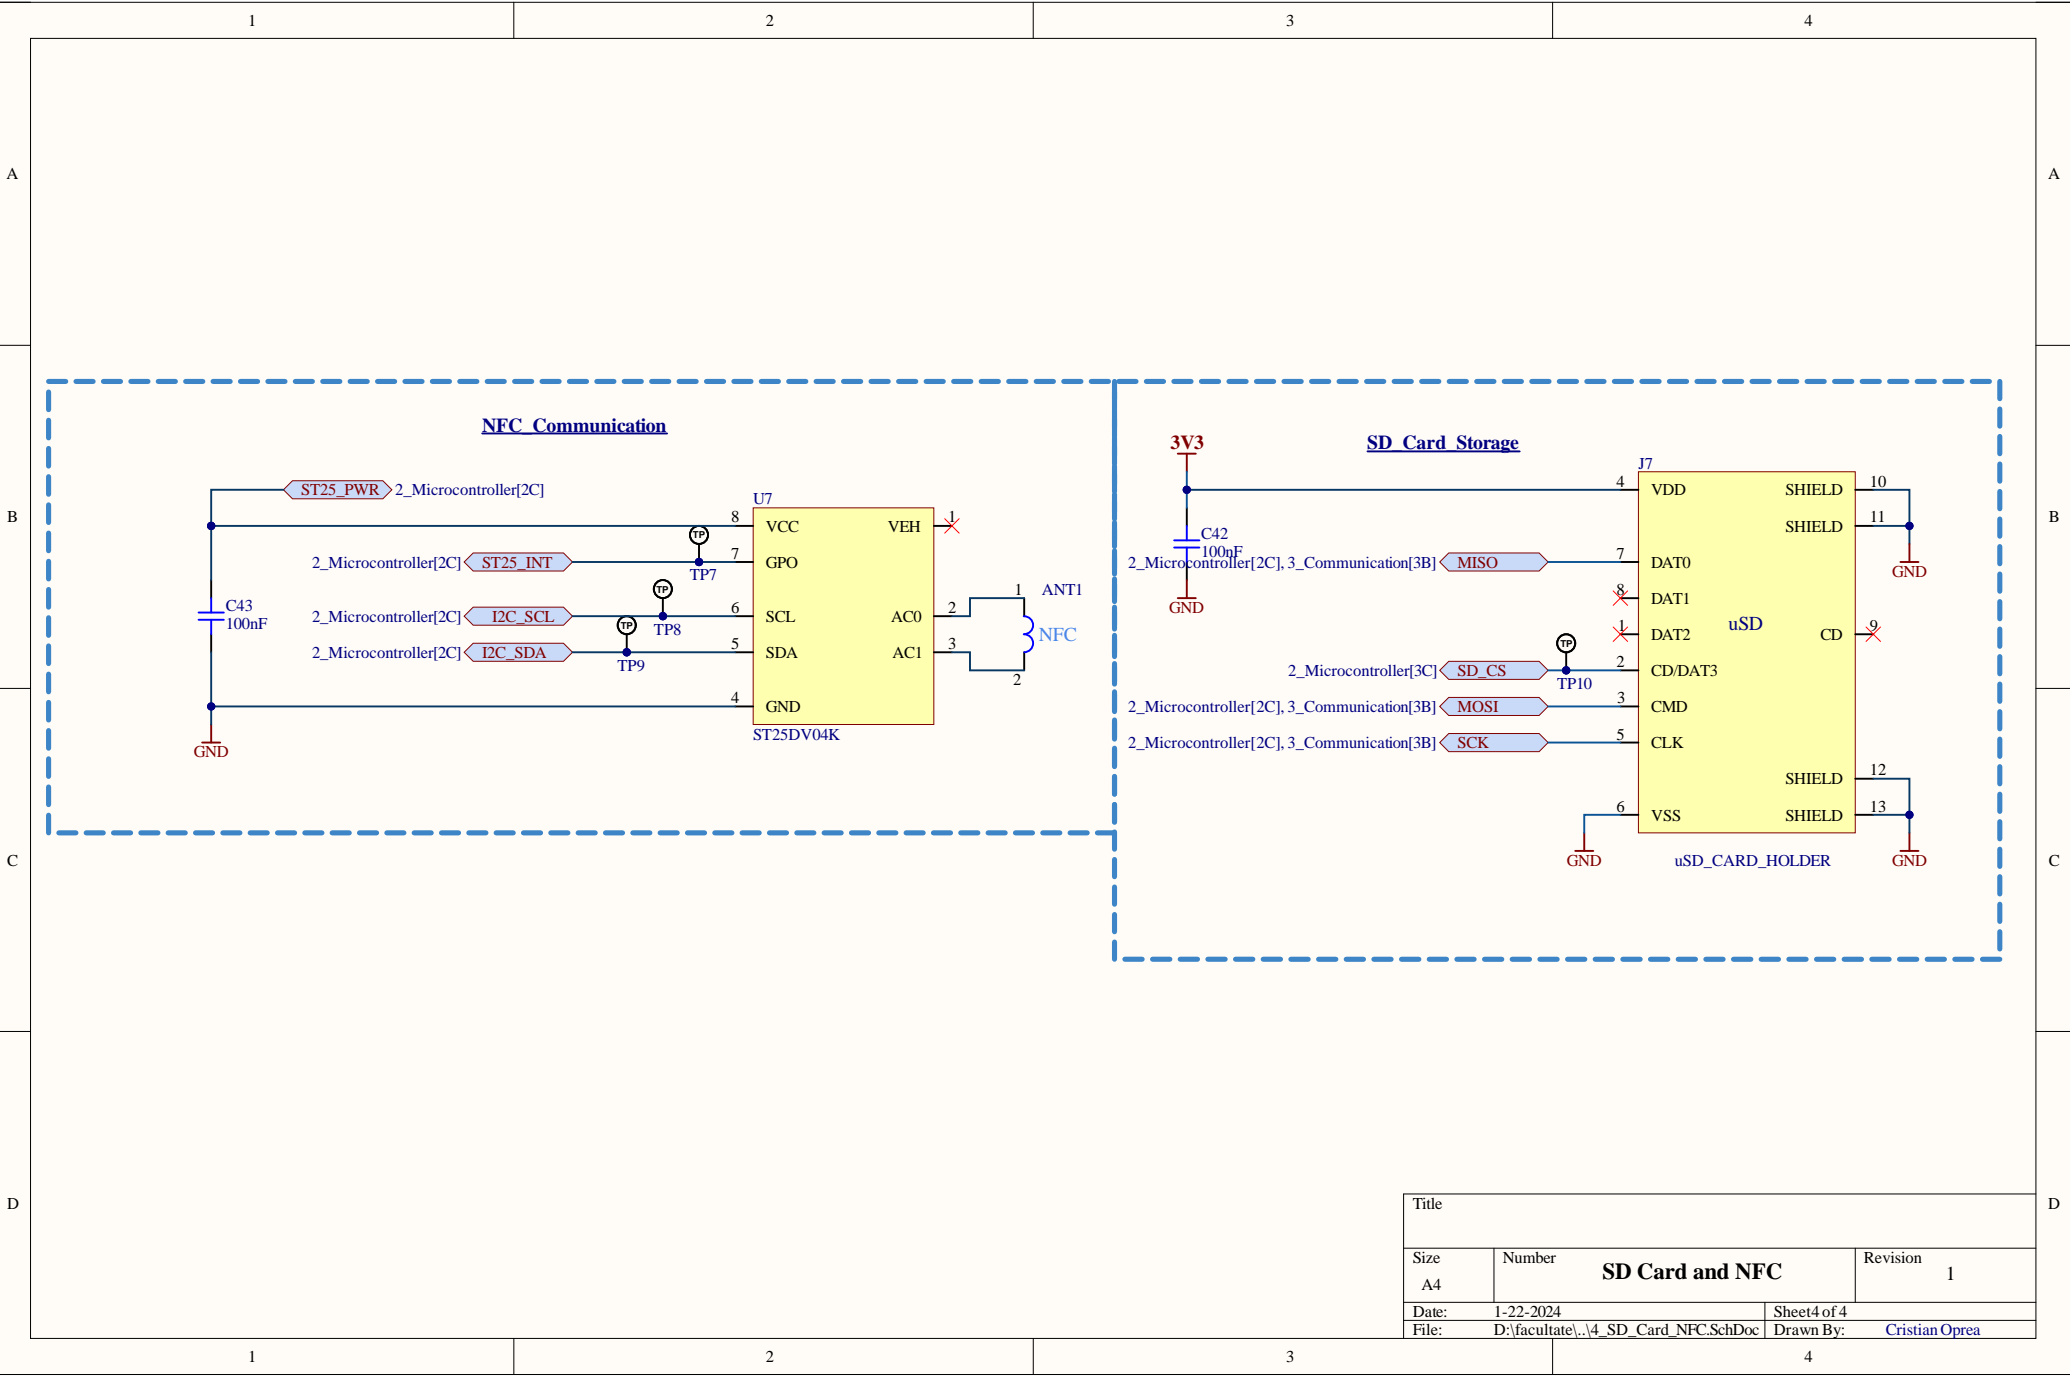 1 2 3 4
A A
B B
C C
D D
NFC_Communication
ST25_PWR 2_Microcontroller[2C]
2_Microcontroller[2C] ST25_INT
2_Microcontroller[2C] I2C_SCL
2_Microcontroller[2C] I2C_SDA
C43
100nF
GND
TP
TP7
TP
TP8
TP
TP9
U7
8 VCC VEH 1
7 GPO
6 SCL AC0 2
5 SDA AC1 3
4 GND
ST25DV04K
1 ANT1
NFC
2
SD_Card_Storage
3V3
C42
100nF
GND
2_Microcontroller[2C], 3_Communication[3B] MISO
2_Microcontroller[3C] SD_CS
2_Microcontroller[2C], 3_Communication[3B] MOSI
2_Microcontroller[2C], 3_Communication[3B] SCK
TP
TP10
J7
4 VDD SHIELD 10
SHIELD 11
7 DAT0
GND
8 DAT1
uSD
1 DAT2 CD 9
2 CD/DAT3
3 CMD
5 CLK
SHIELD 12
6 VSS SHIELD 13
GND uSD_CARD_HOLDER GND
Title
Size Number Revision
A4 SD Card and NFC 1
Date: 1-22-2024 Sheet4 of 4
File: D:\facultate\..\4_SD_Card_NFC.SchDoc Drawn By: Cristian Oprea
1 2 3 4